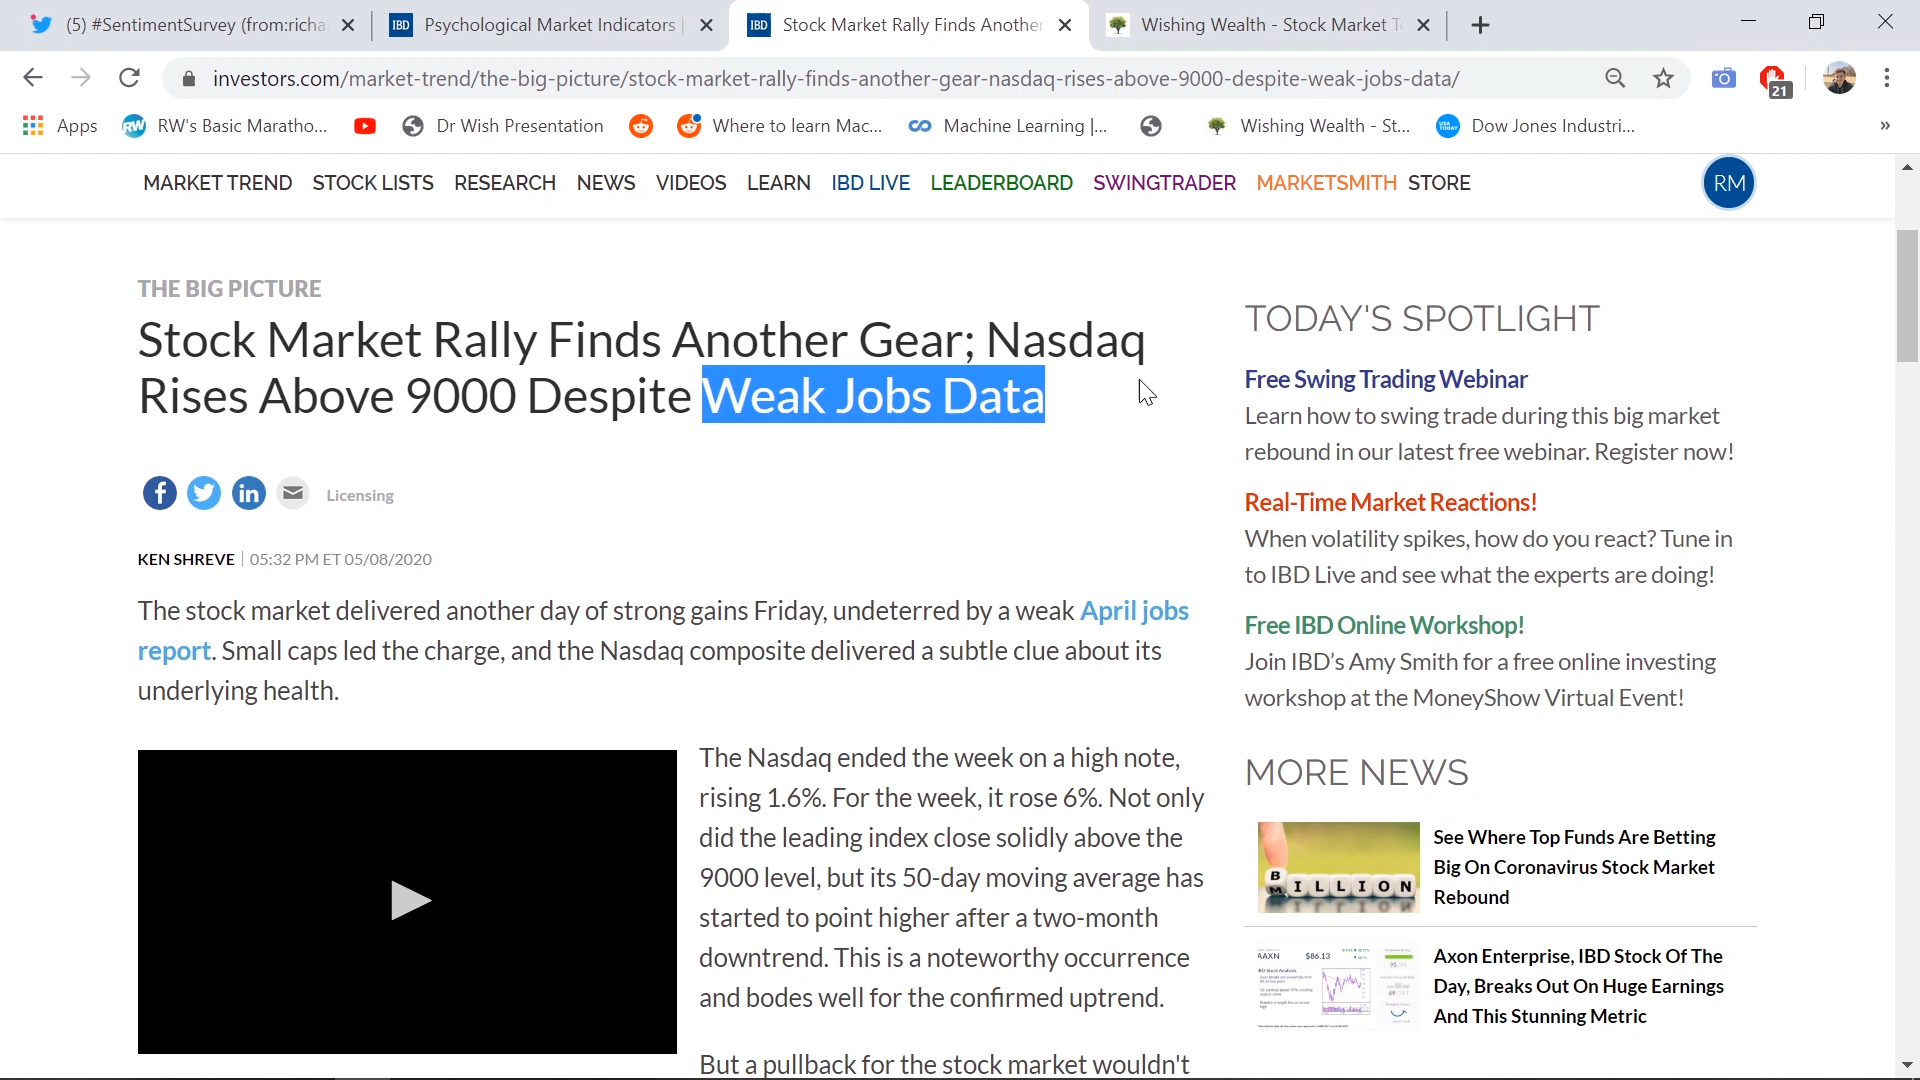 (5) #SentimentSurvey (from:richa
IBD Psychological Market Indicators |
IBD Stock Market Rally Finds Another
Wishing Wealth - Stock Market Te
investors.com/market-trend/the-big-picture/stock-market-rally-finds-another-gear-nasdaq-rises-above-9000-despite-weak-jobs-data/
21
Apps
RW RW's Basic Maratho...
Dr Wish Presentation
Where to learn Mac...
Machine Learning |...
Wishing Wealth - St...
USA TODAY Dow Jones Industri...
»
MARKET TREND STOCK LISTS RESEARCH NEWS VIDEOS LEARN IBD LIVE LEADERBOARD SWINGTRADER MARKETSMITH STORE
RM
THE BIG PICTURE
Stock Market Rally Finds Another Gear; Nasdaq
Rises Above 9000 Despite Weak Jobs Data
Licensing
KEN SHREVE | 05:32 PM ET 05/08/2020
The stock market delivered another day of strong gains Friday, undeterred by a weak April jobs
report. Small caps led the charge, and the Nasdaq composite delivered a subtle clue about its
underlying health.
The Nasdaq ended the week on a high note,
rising 1.6%. For the week, it rose 6%. Not only
did the leading index close solidly above the
9000 level, but its 50-day moving average has
started to point higher after a two-month
downtrend. This is a noteworthy occurrence
and bodes well for the confirmed uptrend.
But a pullback for the stock market wouldn't
TODAY'S SPOTLIGHT
Free Swing Trading Webinar
Learn how to swing trade during this big market
rebound in our latest free webinar. Register now!
Real-Time Market Reactions!
When volatility spikes, how do you react? Tune in
to IBD Live and see what the experts are doing!
Free IBD Online Workshop!
Join IBD's Amy Smith for a free online investing
workshop at the MoneyShow Virtual Event!
MORE NEWS
B
M I L L I O N
See Where Top Funds Are Betting
Big On Coronavirus Stock Market
Rebound
AAXN $86.13
Axon Enterprise, IBD Stock Of The
Day, Breaks Out On Huge Earnings
And This Stunning Metric